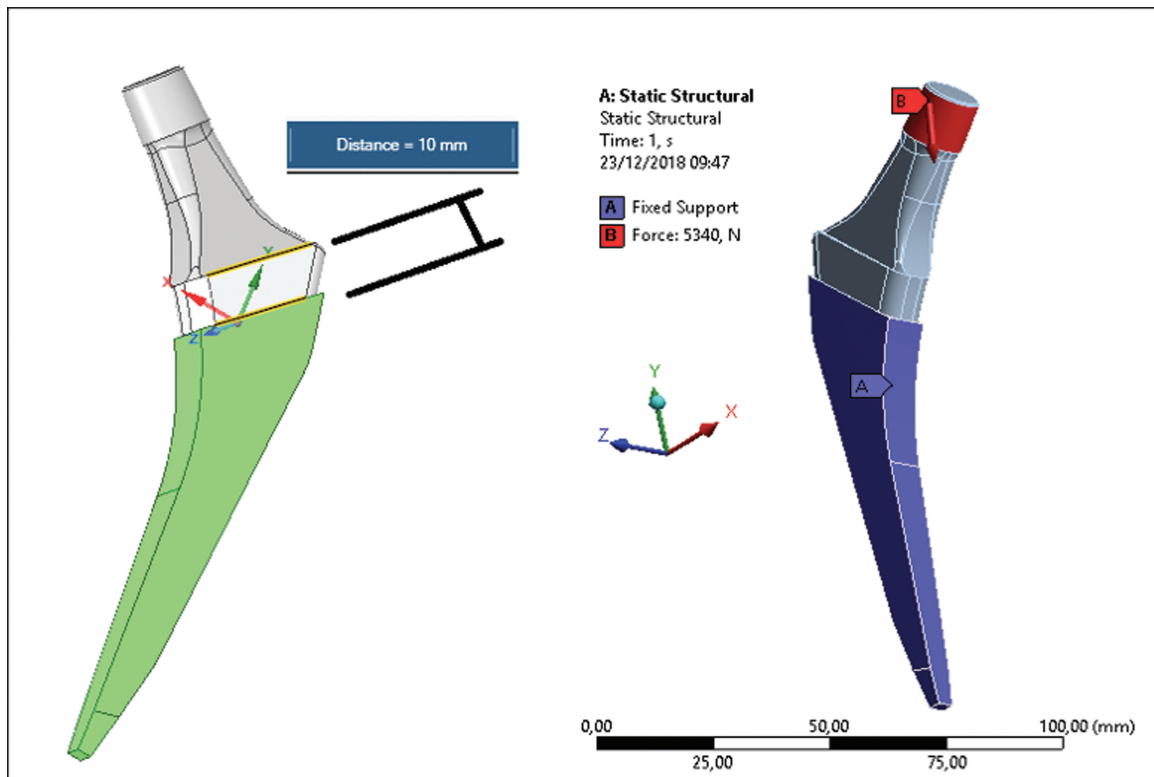 Distance = 10 mm
X
Y
Z
A: Static Structural
Static Structural
Time: 1, s
23/12/2018 09:47
A Fixed Support
B Force: 5340, N
B
A
Y
X
Z
0,00 50,00 100,00 (mm)
25,00 75,00